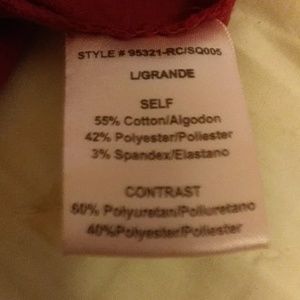 STYLE # 95321-RC/SQ005
L/GRANDE
SELF
55% Cotton/Algodon
42% Polyester/Poliester
3% Spandex/Elastano
CONTRAST
60% Polyuretan/Poliuretano
40%Polyester/Poliester